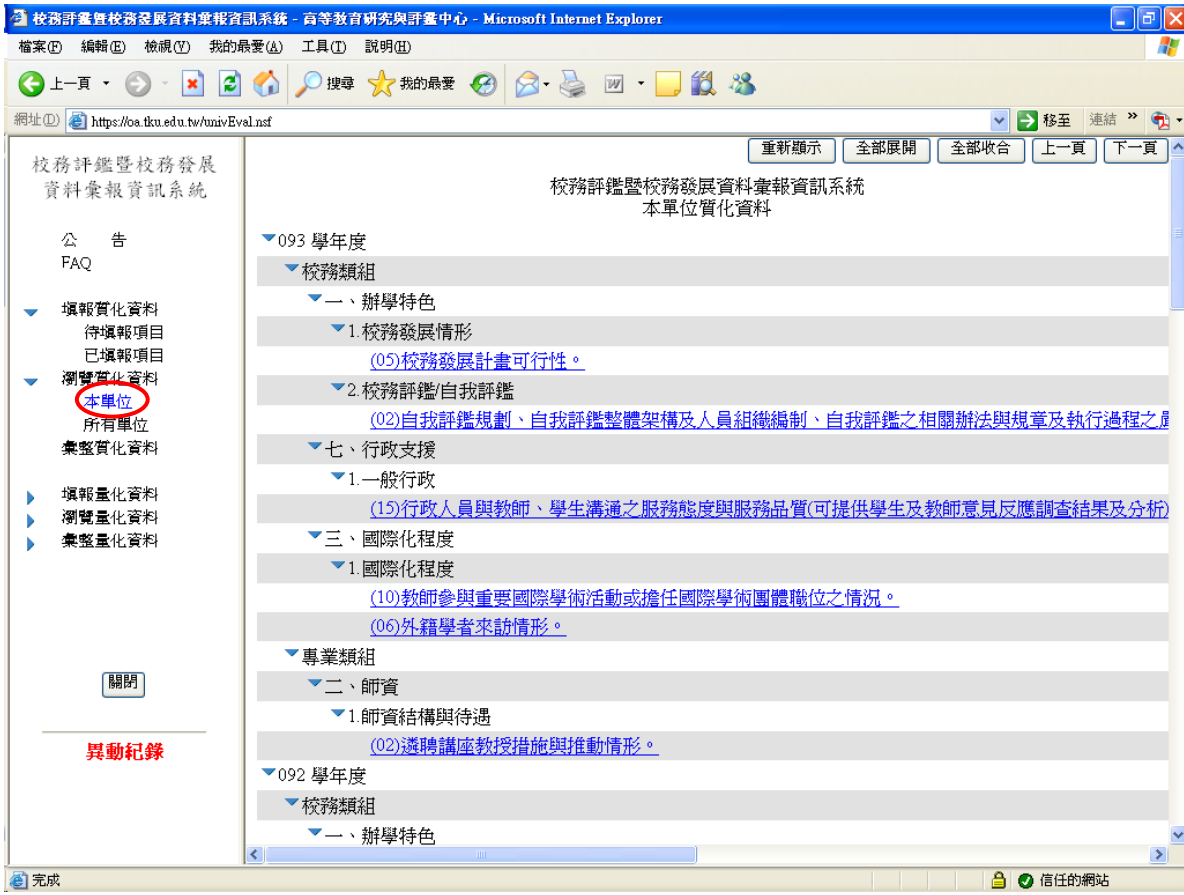 校務評鑑暨校務發展資料彙報資訊系統 - 高等教育研究與評鑑中心 - Microsoft Internet Explorer
檔案(F) 編輯(E) 檢視(V) 我的最愛(A) 工具(T) 說明(H)
上一頁 搜尋 我的最愛
網址(D) https://oa.tku.edu.tw/univEval.nsf 移至 連結 »
校務評鑑暨校務發展
資料彙報資訊系統
公 告
FAQ
填報質化資料
待填報項目
已填報項目
瀏覽質化資料
本單位
所有單位
彙整質化資料
填報量化資料
瀏覽量化資料
彙整量化資料
關閉
異動紀錄
重新顯示 全部展開 全部收合 上一頁 下一頁
校務評鑑暨校務發展資料彙報資訊系統
本單位質化資料
093 學年度
校務類組
一、辦學特色
1.校務發展情形
(05)校務發展計畫可行性。
2.校務評鑑/自我評鑑
(02)自我評鑑規劃、自我評鑑整體架構及人員組織編制、自我評鑑之相關辦法與規章及執行過程之
七、行政支援
1.一般行政
(15)行政人員與教師、學生溝通之服務態度與服務品質(可提供學生及教師意見反應調查結果及分析)
三、國際化程度
1.國際化程度
(10)教師參與重要國際學術活動或擔任國際學術團體職位之情況。
(06)外籍學者來訪情形。
專業類組
二、師資
1.師資結構與待遇
(02)遴聘講座教授措施與推動情形。
092 學年度
校務類組
一、辦學特色
完成 信任的網站